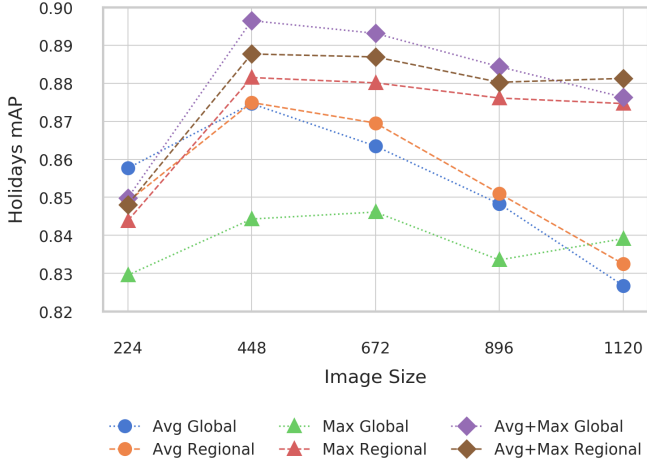 0.90
0.89
0.88
0.87
0.86
0.85
0.84
0.83
0.82
Holidays mAP
224 448 672 896 1120
Image Size
Avg Global Max Global Avg+Max Global
Avg Regional Max Regional Avg+Max Regional